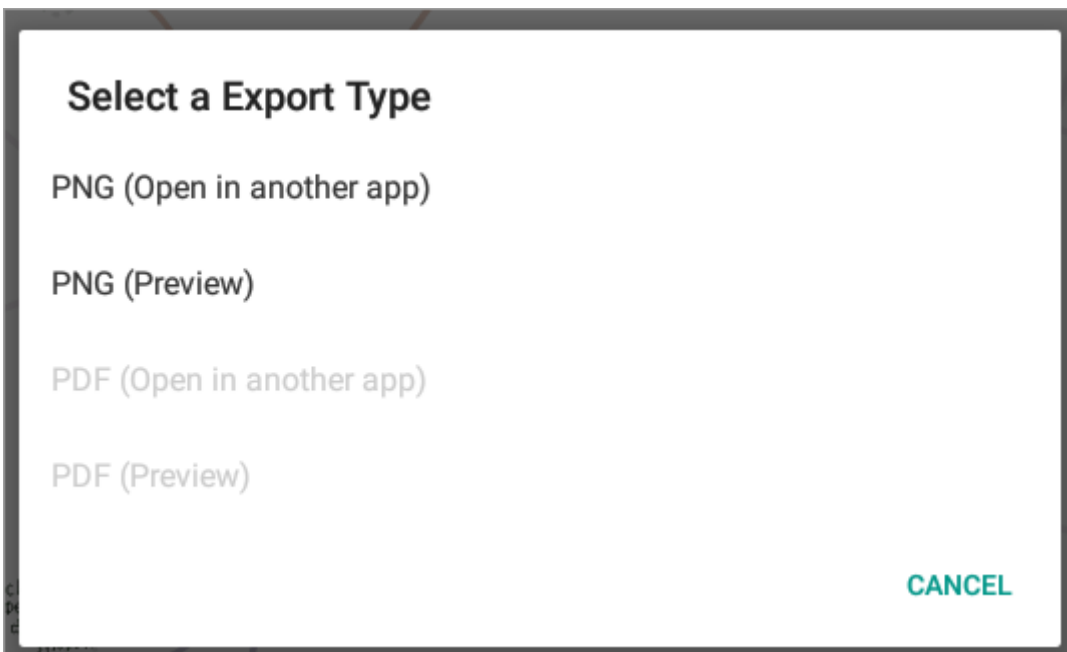 Select a Export Type
PNG (Open in another app)
PNG (Preview)
PDF (Open in another app)
PDF (Preview)
CANCEL